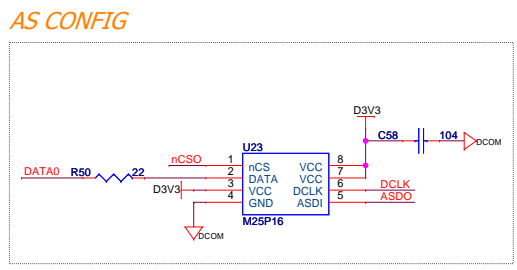 AS CONFIG
D3V3
C58 104
DCOM
U23
nCSO 1 nCS VCC 8
DATA0 R50 22 2 DATA VCC 7
D3V3 3 VCC DCLK 6 DCLK
4 GND ASDI 5 ASDO
M25P16
DCOM